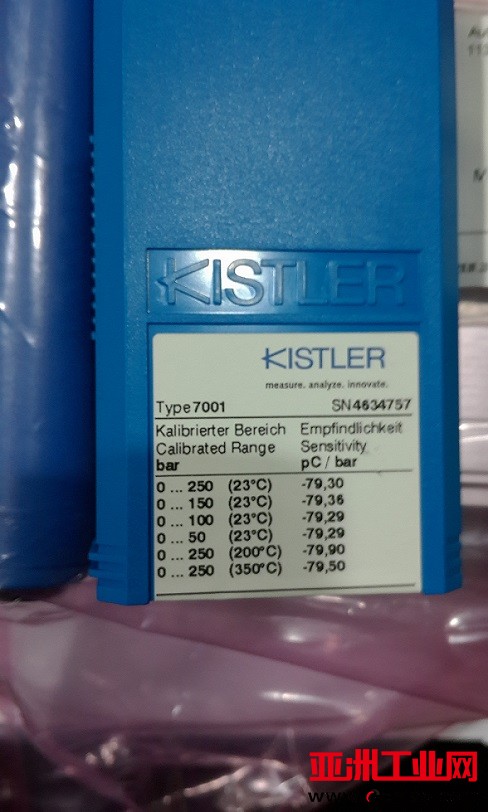 KISTLER
KISTLER
measure. analyze. innovate.
Type 7001 SN 4634757
Kalibrierter Bereich Empfindlichkeit
Calibrated Range Sensitivity
bar pC / bar
0 ... 250 (23°C) -79,30
0 ... 150 (23°C) -79,36
0 ... 100 (23°C) -79,29
0 ... 50 (23°C) -79,29
0 ... 250 (200°C) -79,90
0 ... 250 (350°C) -79,50
亚洲工业网